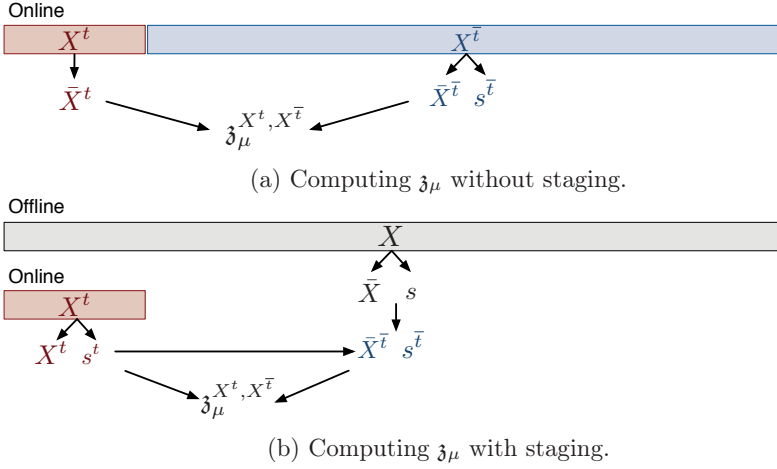 Online
X^t X^{\bar{t}}
\bar{X}^t \bar{X}^{\bar{t}} s^{\bar{t}}
𝔷_μ^{X^t, X^{\bar{t}}}
(a) Computing 𝔷_μ without staging.
Offline
X
Online
\bar{X} s
X^t
X^t s^t \bar{X}^{\bar{t}} s^{\bar{t}}
𝔷_μ^{X^t, X^{\bar{t}}}
(b) Computing 𝔷_μ with staging.